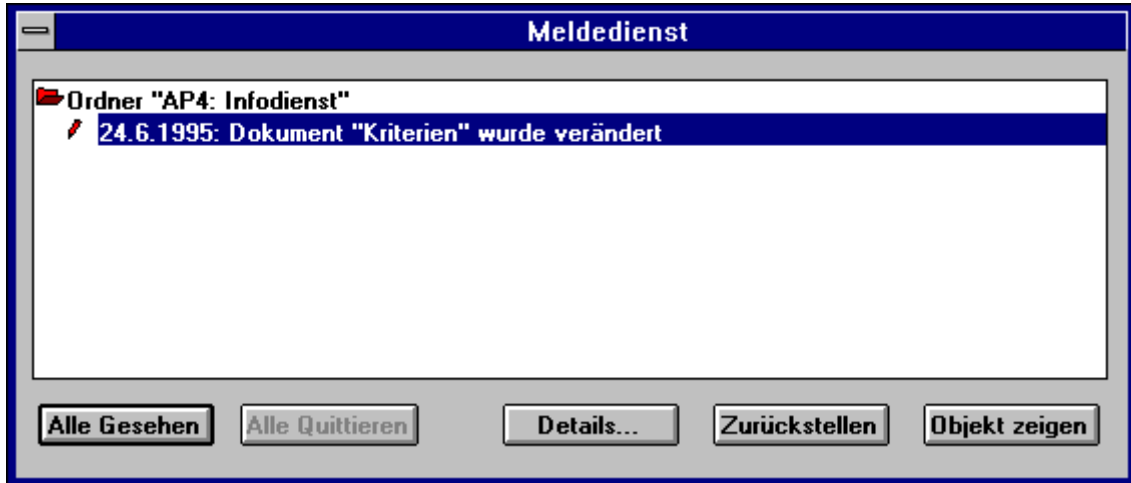 Meldedienst
Ordner "AP4: Infodienst"
24.6.1995: Dokument "Kriterien" wurde verändert
Alle Gesehen Alle Quittieren Details... Zurückstellen Objekt zeigen